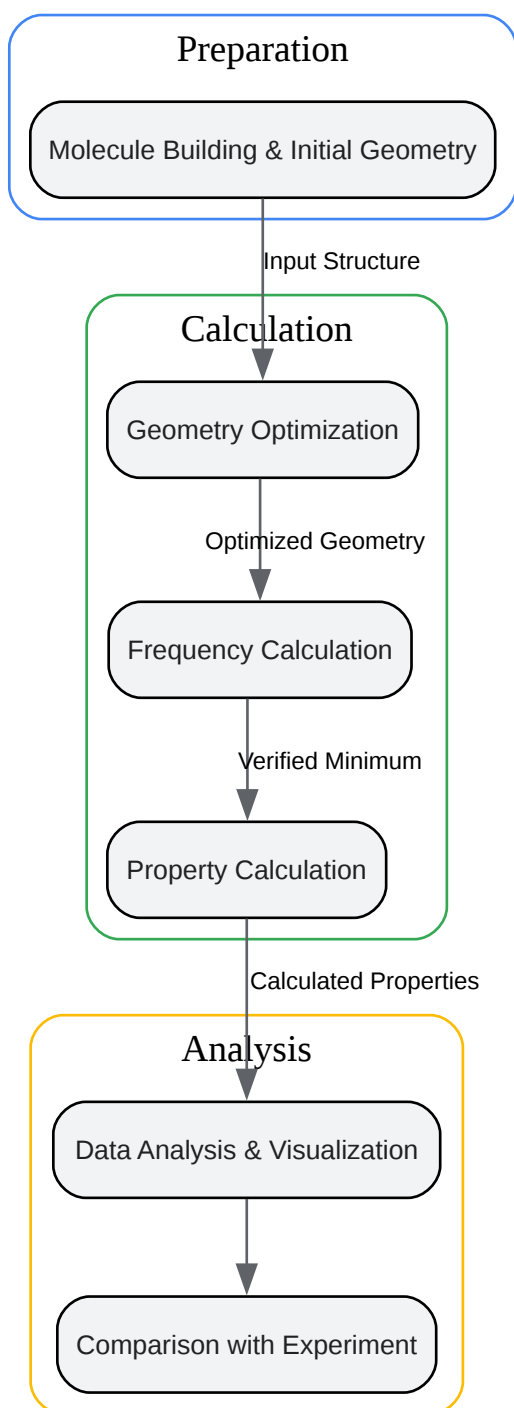 Preparation
Molecule Building & Initial Geometry
Input Structure
Calculation
Geometry Optimization
Optimized Geometry
Frequency Calculation
Verified Minimum
Property Calculation
Calculated Properties
Analysis
Data Analysis & Visualization
Comparison with Experiment